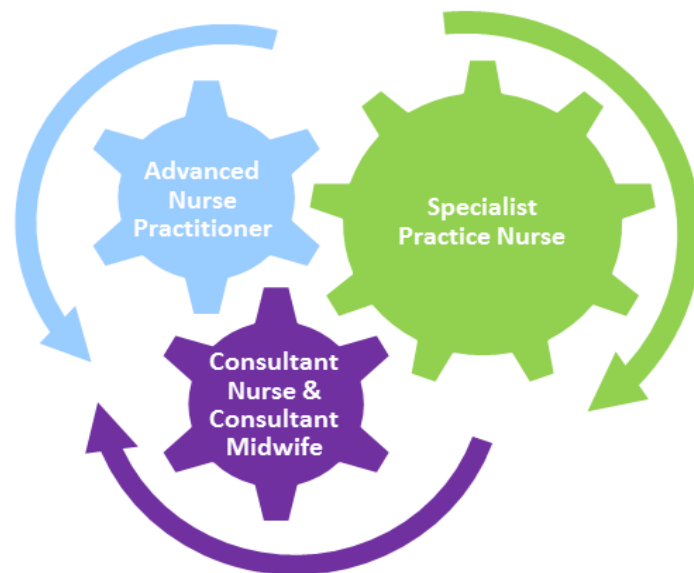 Advanced
Nurse
Practitioner
Specialist
Practice Nurse
Consultant
Nurse &
Consultant
Midwife